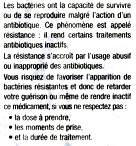 Les bactéries ont la capacité de survivre
ou de se reproduire malgré l'action d'un
antibiotique. Ce phénomène est appelé
résistance : il rend certains traitements
antibiotiques inactifs.
La résistance s'accroît par l'usage abusif
ou inapproprié des antibiotiques.
Vous risquez de favoriser l'apparition de
bactéries résistantes et donc de retarder
votre guérison ou même de rendre inactif
ce médicament, si vous ne respectez pas :
• la dose à prendre,
• les moments de prise,
• et la durée de traitement.